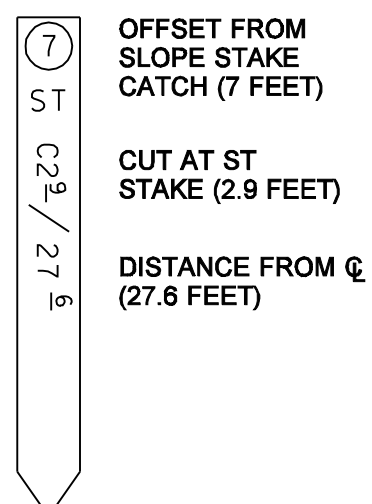 7
ST
C2 9 / 27 6
OFFSET FROM
SLOPE STAKE
CATCH (7 FEET)
CUT AT ST
STAKE (2.9 FEET)
DISTANCE FROM ℄
(27.6 FEET)